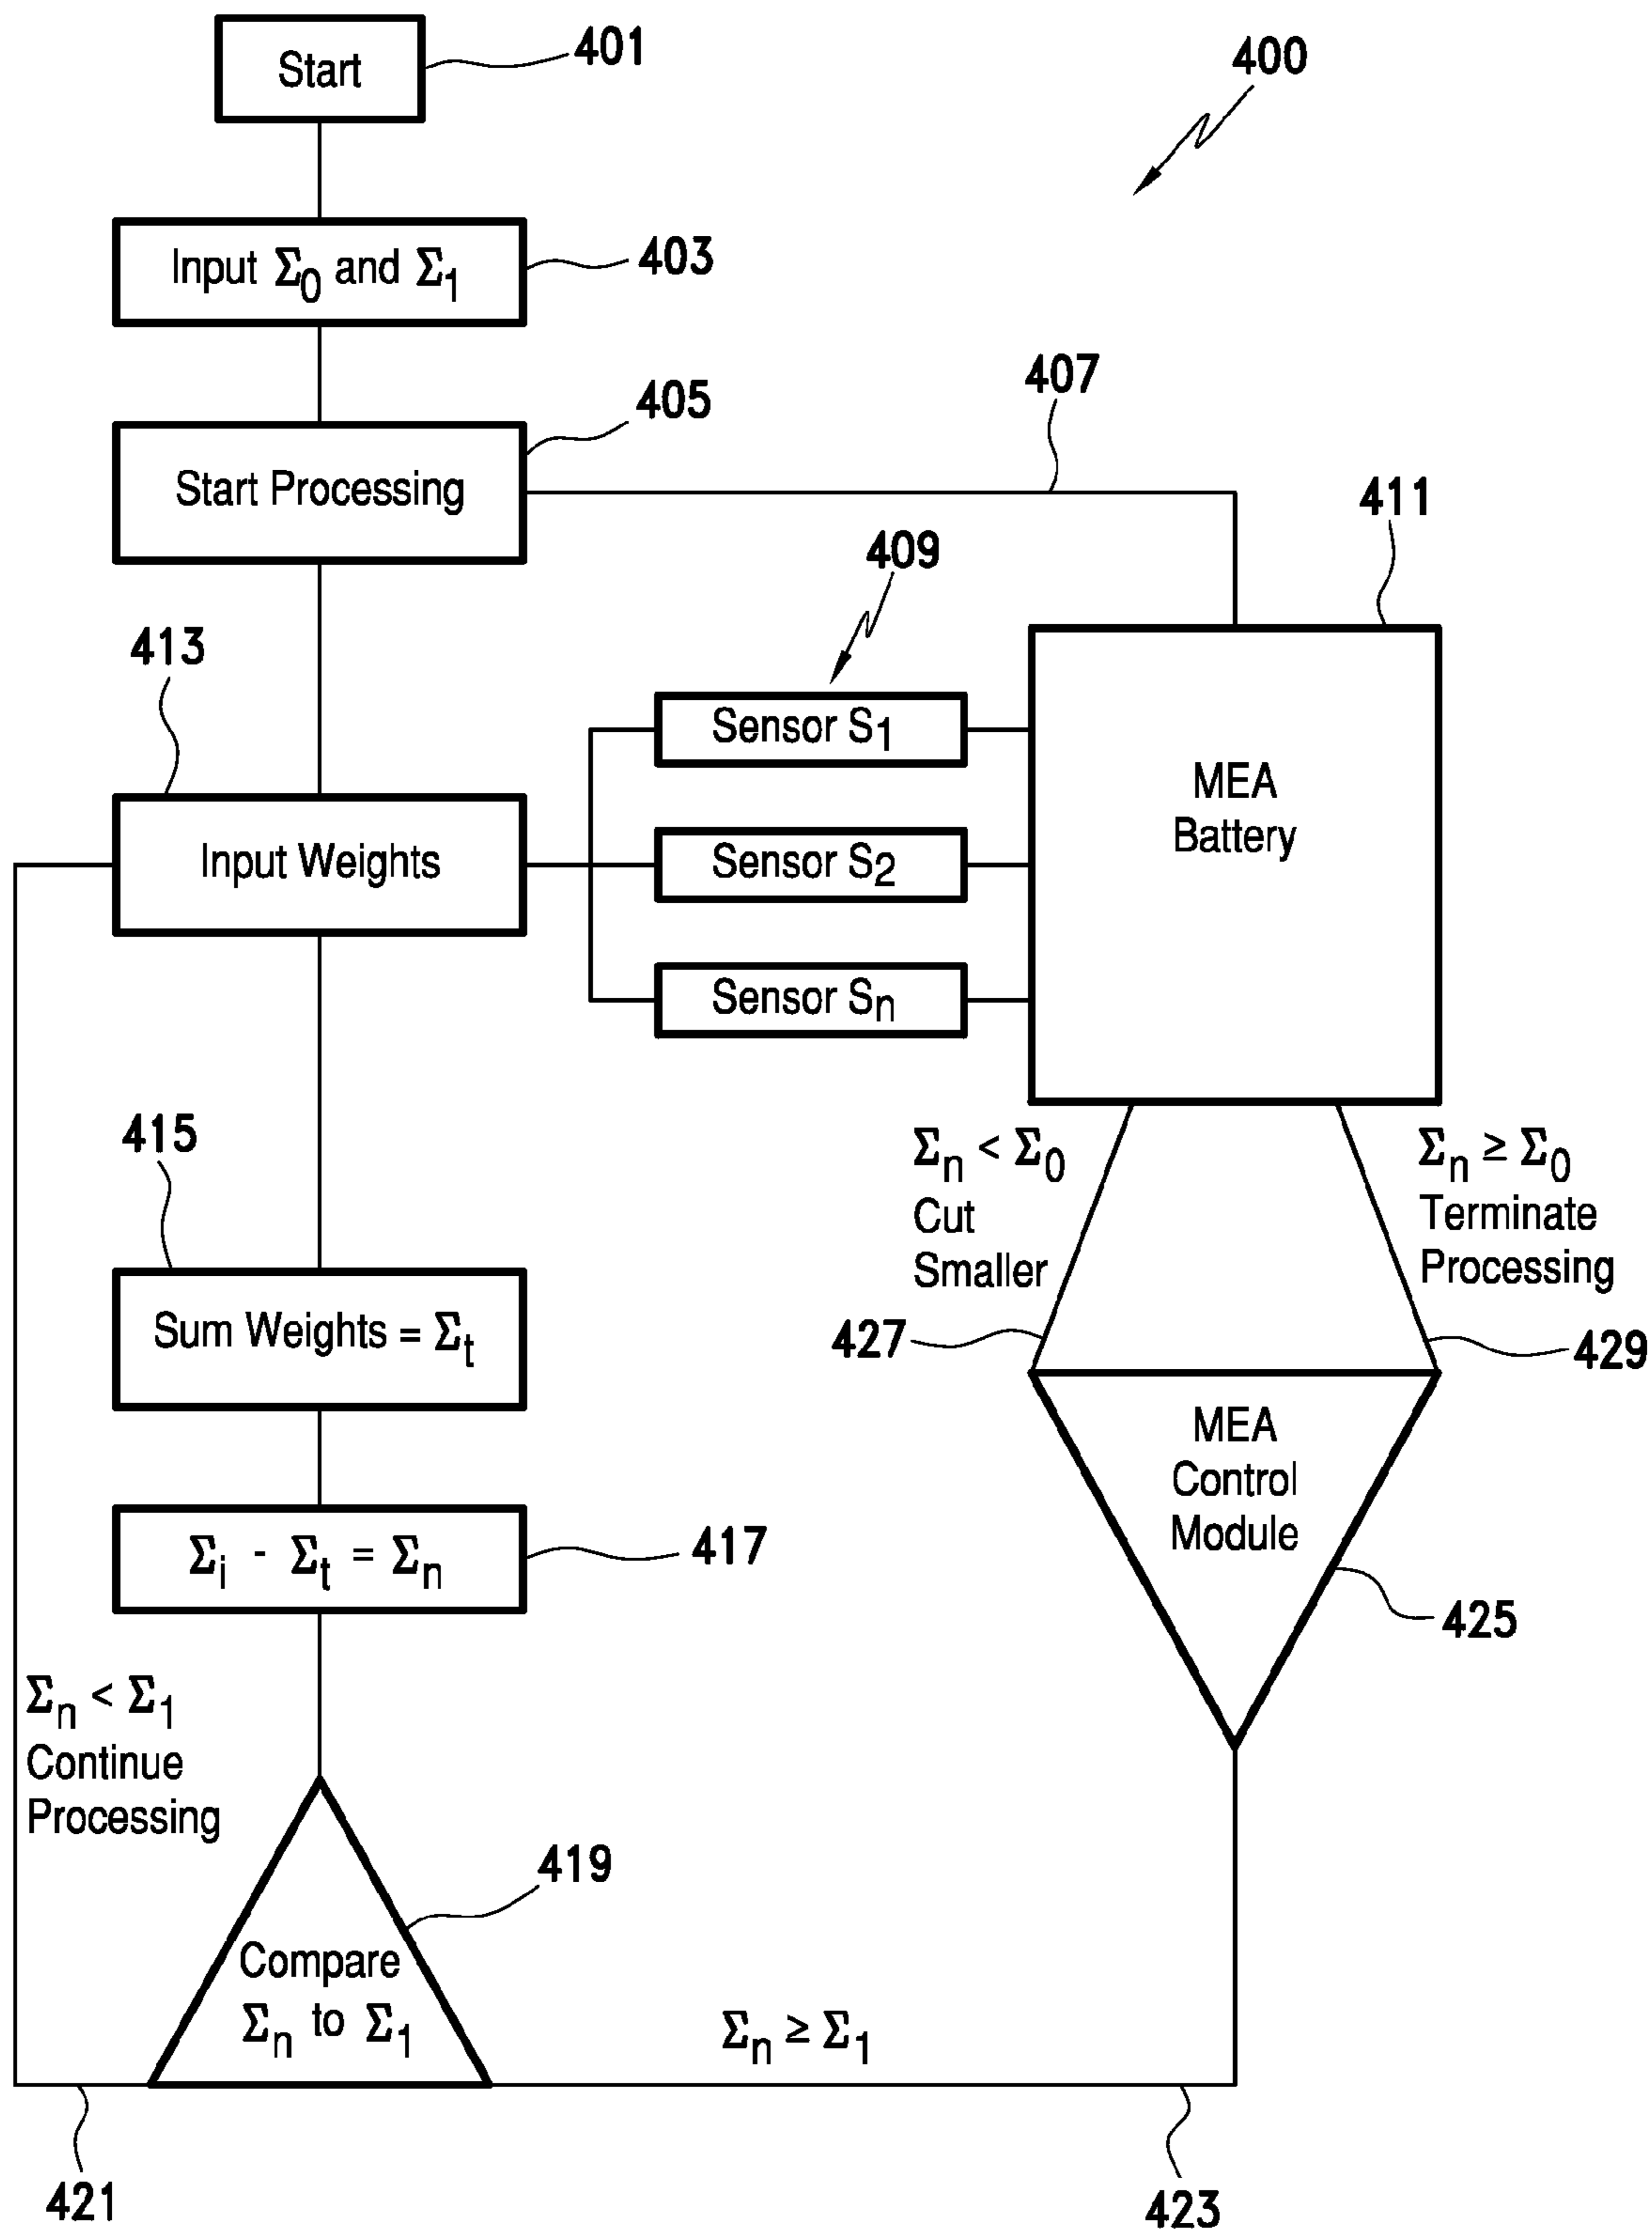 Start
401
400
Input Σ0 and Σ1
403
407
405
Start Processing
411
409
413
Sensor S1
MEA
Battery
Input Weights
Sensor S2
Sensor Sn
415
Σn < Σ0
Cut
Smaller
Σn ≥ Σ0
Terminate
Processing
427
429
Sum Weights = Σt
MEA
Control
Module
Σi - Σt = Σn
417
425
Σn < Σ1
Continue
Processing
419
Compare
Σn to Σ1
Σn ≥ Σ1
421
423